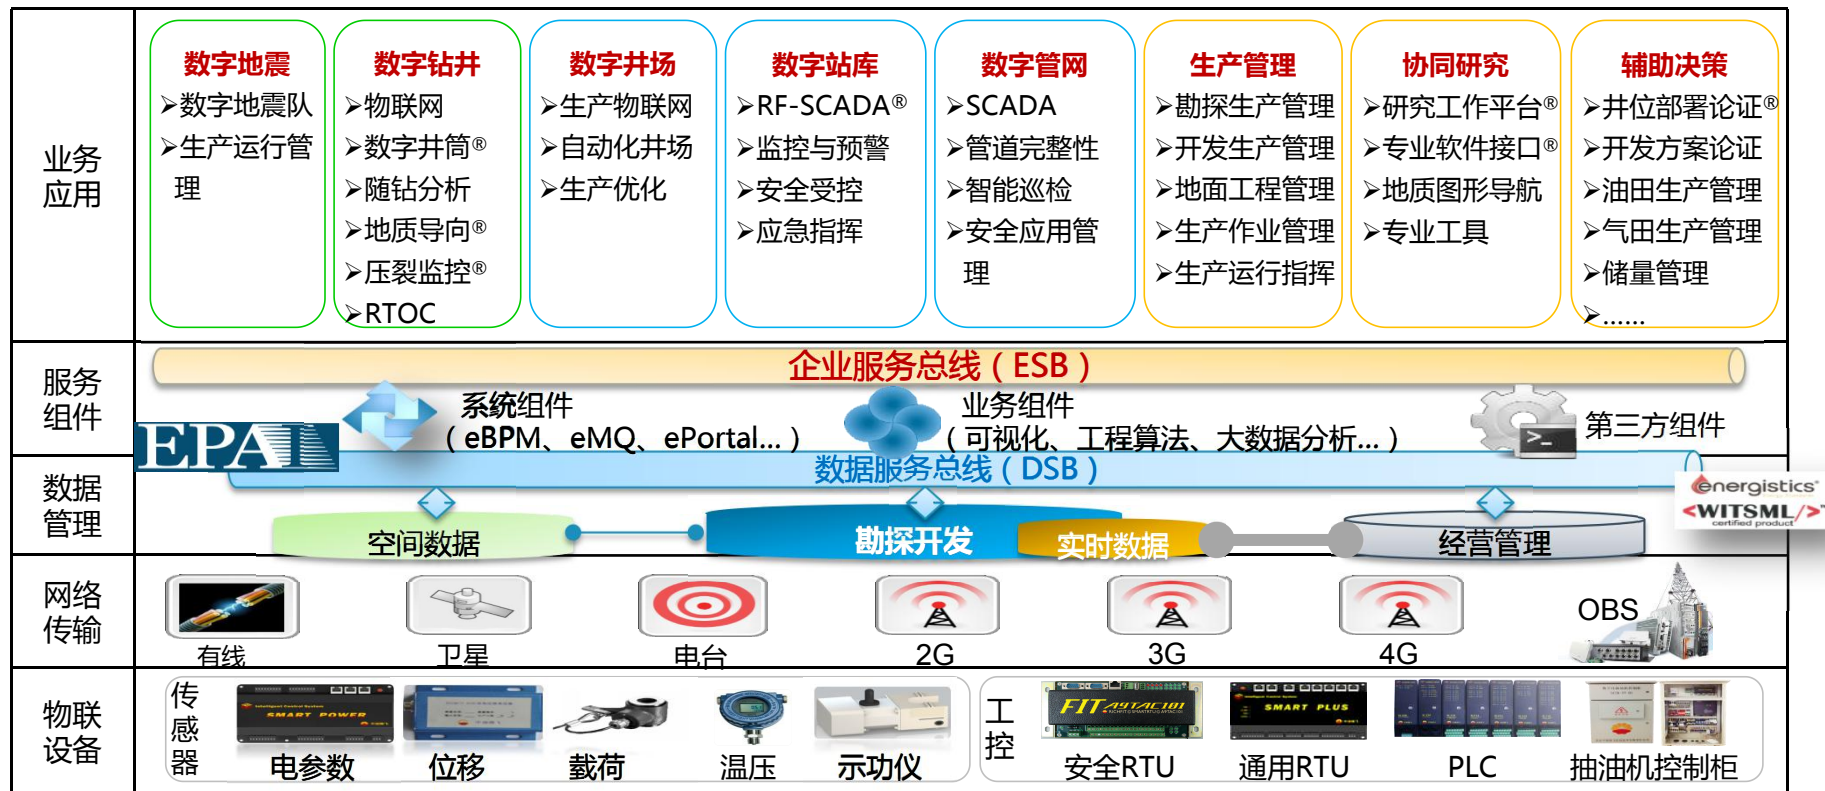 业务
应用
数字地震
➢数字地震队
➢生产运行管
理
数字钻井
➢物联网
➢数字井筒®
➢随钻分析
➢地质导向®
➢压裂监控®
➢RTOC
数字井场
➢生产物联网
➢自动化井场
➢生产优化
数字站库
➢RF-SCADA®
➢监控与预警
➢安全受控
➢应急指挥
数字管网
➢SCADA
➢管道完整性
➢智能巡检
➢安全应用管
理
生产管理
➢勘探生产管理
➢开发生产管理
➢地面工程管理
➢生产作业管理
➢生产运行指挥
协同研究
➢研究工作平台®
➢专业软件接口®
➢地质图形导航
➢专业工具
辅助决策
➢井位部署论证®
➢开发方案论证
➢油田生产管理
➢气田生产管理
➢储量管理
➢......
服务
组件
企业服务总线（ESB）
系统组件
（eBPM、eMQ、ePortal...）
业务组件
（可视化、工程算法、大数据分析...）
>_
第三方组件
EPAI
数据
管理
数据服务总线（DSB）
空间数据
勘探开发
实时数据
经营管理
energistics®
<WITSML/>™
certified product
网络
传输
有线
卫星
电台
2G
3G
4G
OBS
物联
设备
传
感
器
Intelligent Control System
SMART POWER
电参数
位移
载荷
温压
示功仪
工
控
FIT A9TAC101
安全RTU
Intelligent Control System
SMART PLUS
通用RTU
PLC
抽油机控制柜